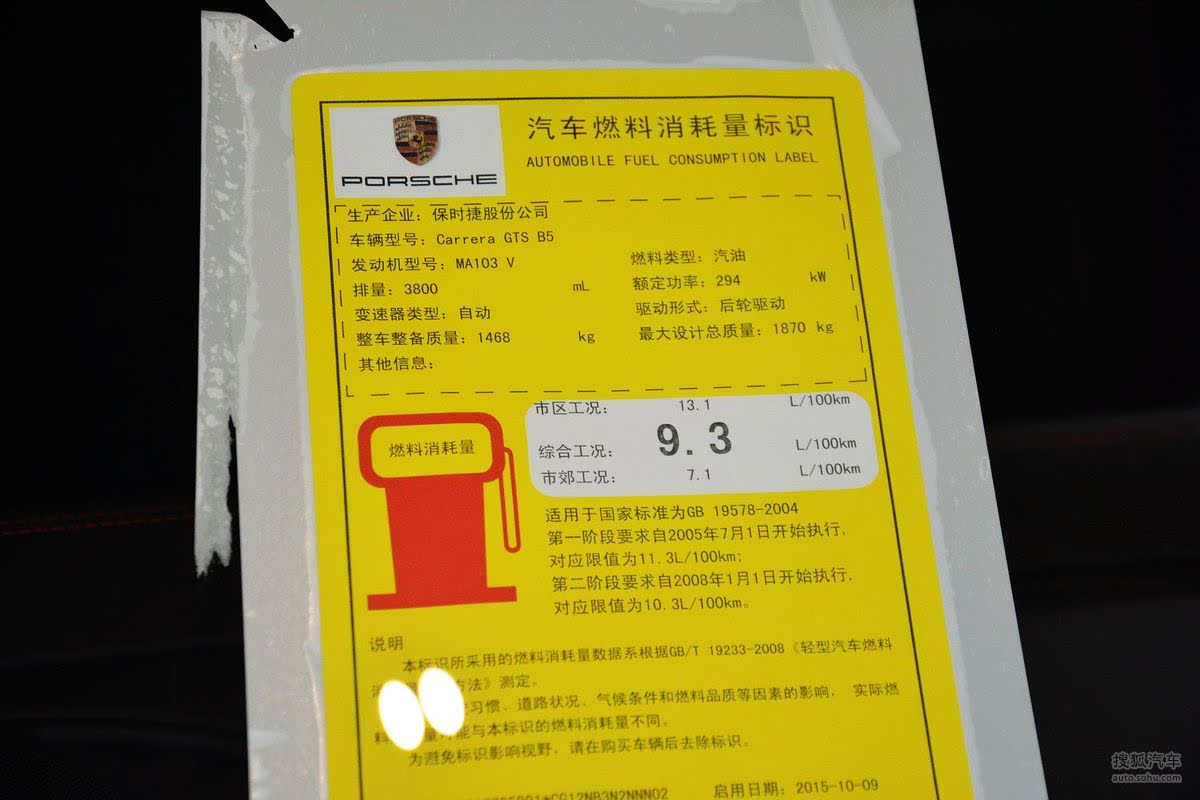 汽车燃料消耗量标识
AUTOMOBILE FUEL CONSUMPTION LABEL
PORSCHE
生产企业：保时捷股份公司
车辆型号：Carrera GTS B5
发动机型号：MA103 V
燃料类型：汽油
排量：3800 mL
额定功率：294 kW
变速器类型：自动
驱动形式：后轮驱动
整车整备质量：1468 kg
最大设计总质量：1870 kg
其他信息：
燃料消耗量
市区工况： 13.1 L/100km
综合工况： 9.3 L/100km
市郊工况： 7.1 L/100km
适用于国家标准为GB 19578-2004
第一阶段要求自2005年7月1日开始执行，
对应限值为11.3L/100km；
第二阶段要求自2008年1月1日开始执行，
对应限值为10.3L/100km。
说明
本标识所采用的燃料消耗量数据系根据GB/T 19233-2008《轻型汽车燃料
方法》测定。
习惯、道路状况、气候条件和燃料品质等因素的影响， 实际燃
料 量可能与本标识的燃料消耗量不同。
为避免标识影响视野，请在购买车辆后去除标识。
启用日期：2015-10-09
搜狐汽车
auto.sohu.com